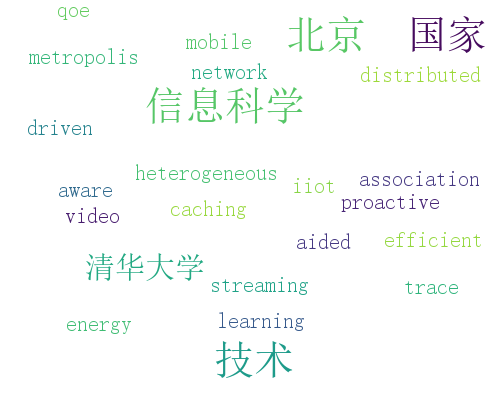 qoe
北京
国家
mobile
metropolis
network
distributed
信息科学
driven
heterogeneous
iiot
association
aware
proactive
video
caching
aided
efficient
清华大学
streaming
trace
energy
learning
技术